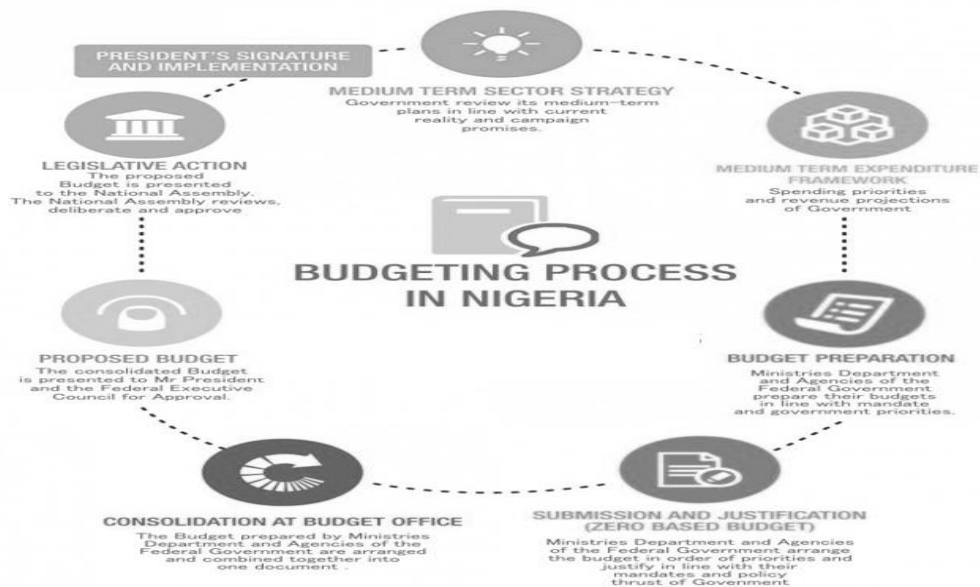 PRESIDENT'S SIGNATURE
AND IMPLEMENTATION
MEDIUM TERM SECTOR STRATEGY
Government review its medium-term
plans in line with current
reality and campaign
promises.
MEDIUM TERM EXPENDITURE
FRAMEWORK
Spending priorities
and revenue projections
of Government
BUDGET PREPARATION
Ministries Department
and Agencies of the
Federal Government
prepare their budgets
in line with mandate
and government priorities.
SUBMISSION AND JUSTIFICATION
(ZERO BASED BUDGET)
Ministries Department and Agencies
of the Federal Government arrange
the budget in order of priorities and
justify in line with their
mandates and policy
thrust of Government
CONSOLIDATION AT BUDGET OFFICE
The Budget prepared by Ministries
Department and Agencies of the
Federal Government are arranged
and combined together into
one document .
PROPOSED BUDGET
The consolidated Budget
is presented to Mr President
and the Federal Executive
Council for Approval.
LEGISLATIVE ACTION
The proposed
Budget is presented
to the National Assembly.
The National Assembly reviews,
deliberate and approve
BUDGETING PROCESS
IN NIGERIA